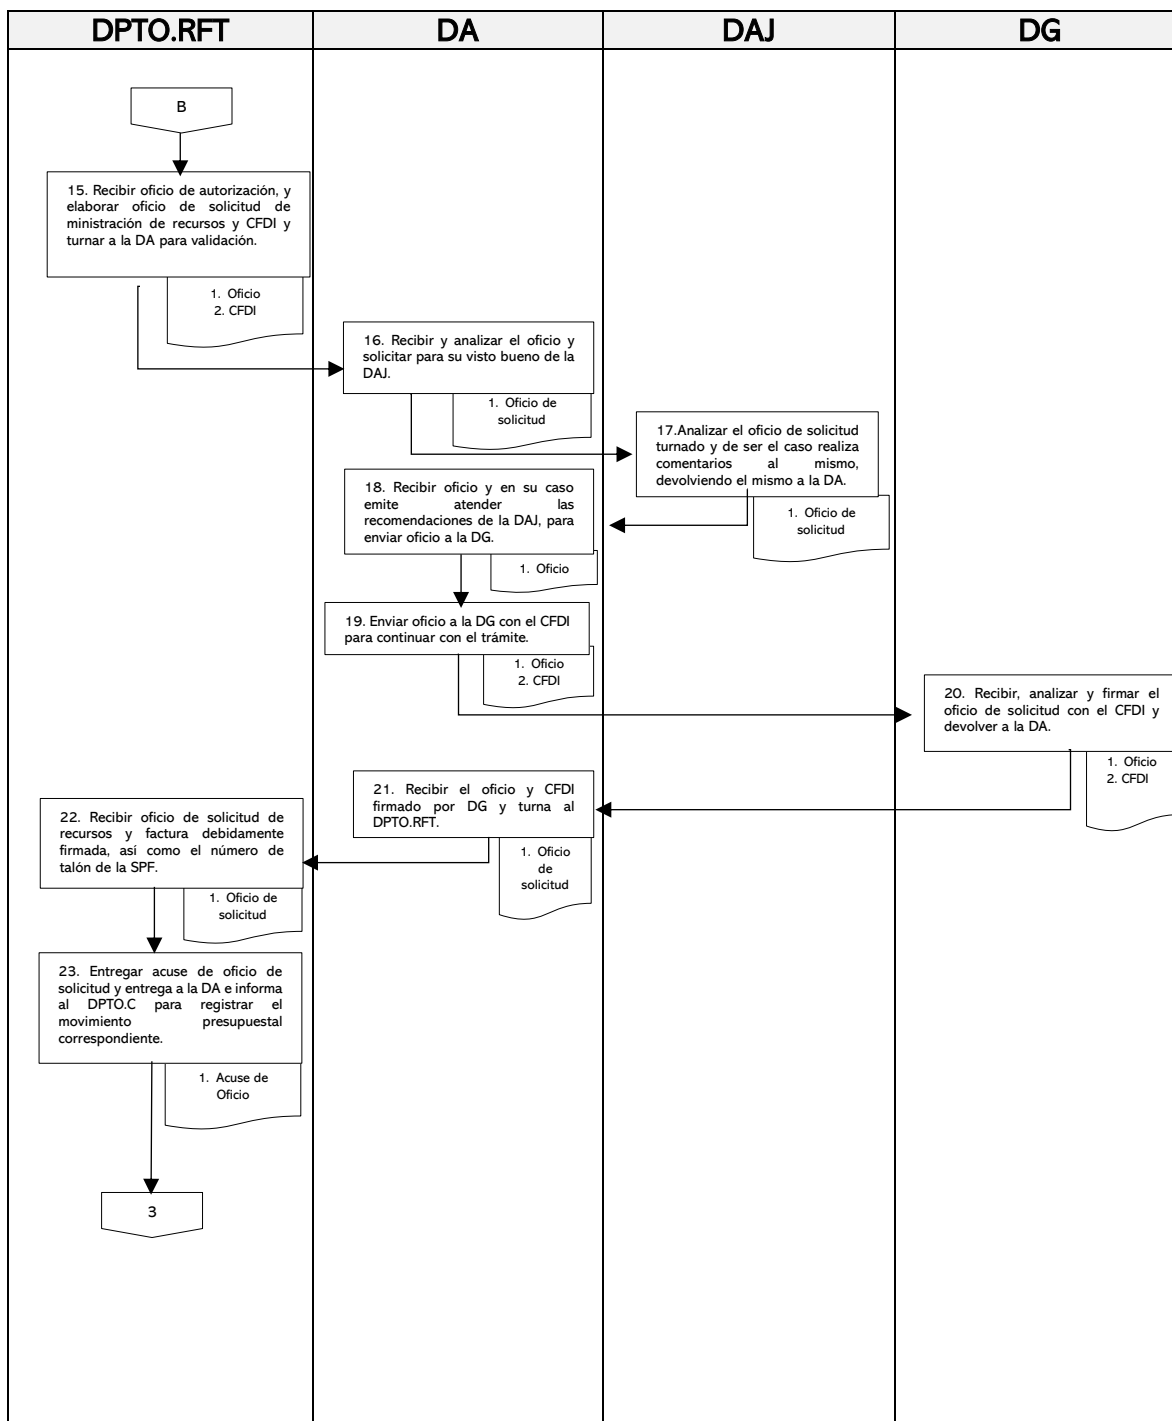 DPTO.RFT
DA
DAJ
DG
B
15. Recibir oficio de autorización, y
elaborar oficio de solicitud de
ministración de recursos y CFDI y
turnar a la DA para validación.
1. Oficio
2. CFDI
16. Recibir y analizar el oficio y
solicitar para su visto bueno de la
DAJ.
1. Oficio de
solicitud
17.Analizar el oficio de solicitud
turnado y de ser el caso realiza
comentarios al mismo,
devolviendo el mismo a la DA.
1. Oficio de
solicitud
18. Recibir oficio y en su caso
emite atender las
recomendaciones de la DAJ, para
enviar oficio a la DG.
1. Oficio
19. Enviar oficio a la DG con el CFDI
para continuar con el trámite.
1. Oficio
2. CFDI
20. Recibir, analizar y firmar el
oficio de solicitud con el CFDI y
devolver a la DA.
1. Oficio
2. CFDI
21. Recibir el oficio y CFDI
firmado por DG y turna al
DPTO.RFT.
1. Oficio
de
solicitud
22. Recibir oficio de solicitud de
recursos y factura debidamente
firmada, así como el número de
talón de la SPF.
1. Oficio de
solicitud
23. Entregar acuse de oficio de
solicitud y entrega a la DA e informa
al DPTO.C para registrar el
movimiento presupuestal
correspondiente.
1. Acuse de
Oficio
3